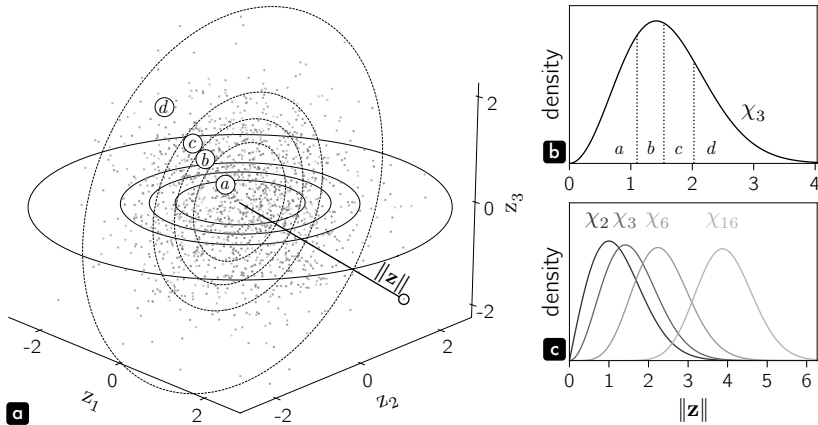 d
c
b
a
‖z‖
2
0
-2
z₃
-2
0
2
z₁
-2
0
2
z₂
a
density
χ₃
a b c d
b
0 1 2 3 4
χ₂ χ₃ χ₆ χ₁₆
density
c
0 1 2 3 4 5 6
‖z‖